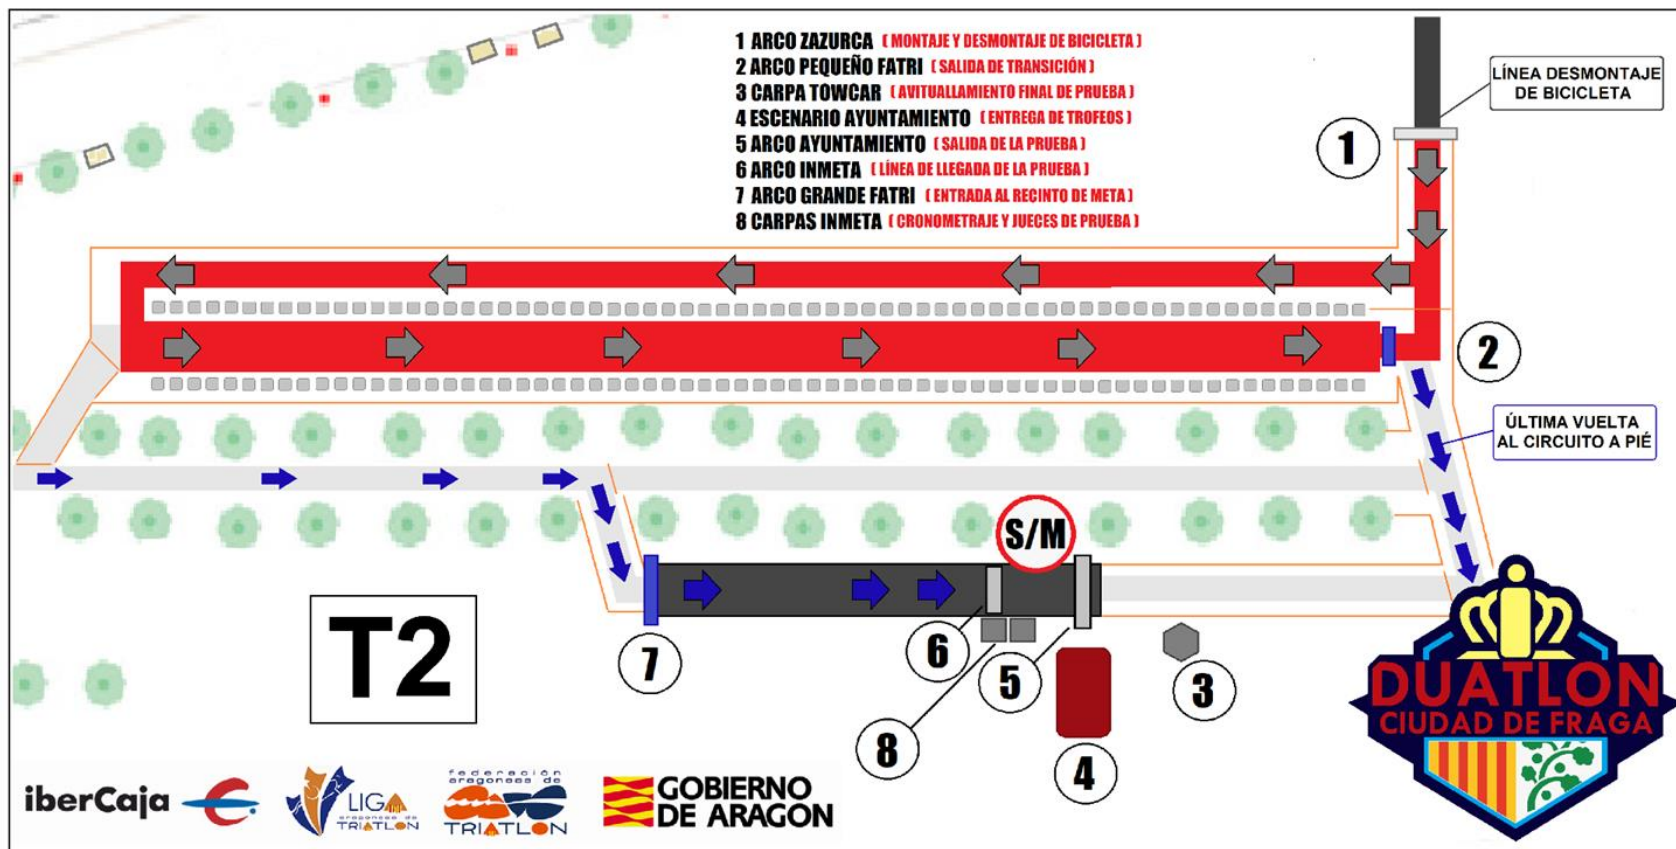 1 ARCO ZAZURCA ( MONTAJE Y DESMONTAJE DE BICICLETA )
2 ARCO PEQUEÑO FATRI ( SALIDA DE TRANSICIÓN )
3 CARPA TOWCAR ( AVITUALLAMIENTO FINAL DE PRUEBA )
4 ESCENARIO AYUNTAMIENTO ( ENTREGA DE TROFEOS )
5 ARCO AYUNTAMIENTO ( SALIDA DE LA PRUEBA )
6 ARCO INMETA ( LÍNEA DE LLEGADA DE LA PRUEBA )
7 ARCO GRANDE FATRI ( ENTRADA AL RECINTO DE META )
8 CARPAS INMETA ( CRONOMETRAJE Y JUECES DE PRUEBA )
LÍNEA DESMONTAJE
DE BICICLETA
1
2
ÚLTIMA VUELTA
AL CIRCUITO A PIÉ
S/M
T2
7
6
5
3
8
4
DUATLON
CIUDAD DE FRAGA
iberCaja
LIGA
aragonesa de
TRIATLON
federación
aragonesa de
TRIATLON
GOBIERNO
DE ARAGON